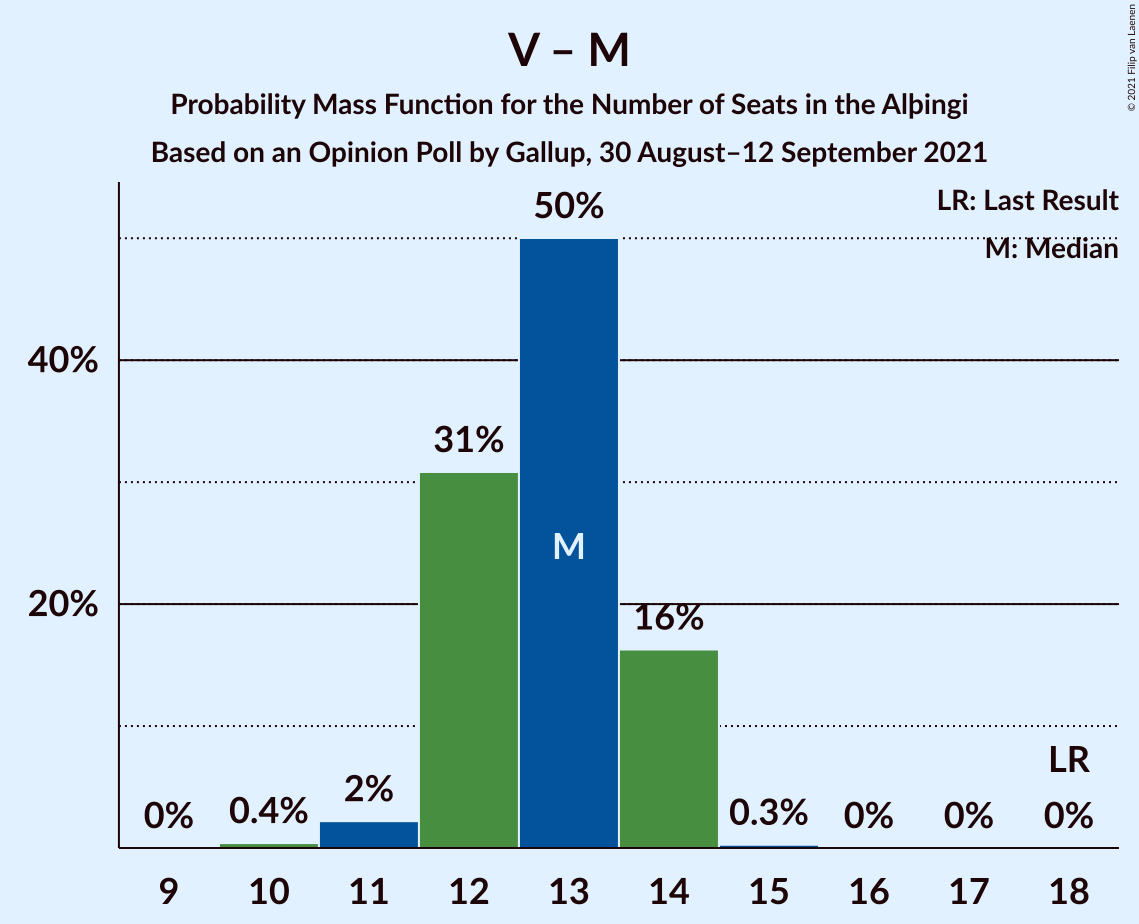 V – M
Probability Mass Function for the Number of Seats in the Alþingi
Based on an Opinion Poll by Gallup, 30 August–12 September 2021
© 2021 Filip van Laenen
LR: Last Result
M: Median
50%
40%
31%
M
20%
16%
LR
0%
0.4%
2%
0.3%
0%
0%
0%
9
10
11
12
13
14
15
16
17
18